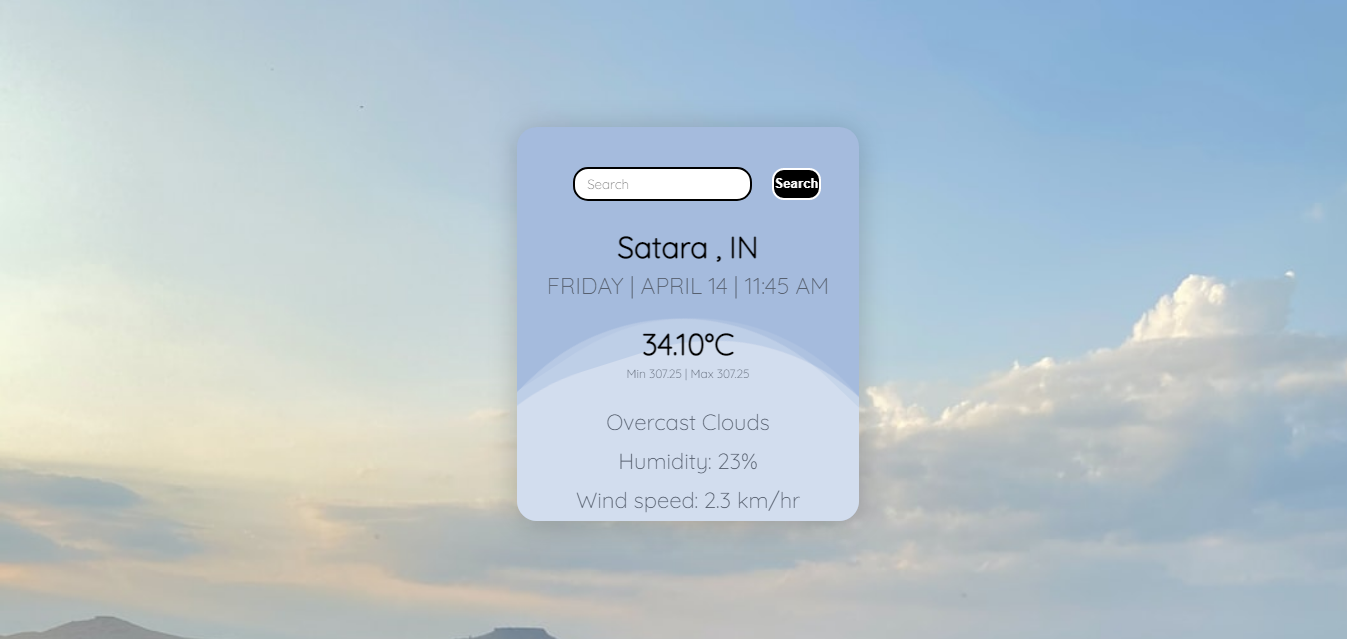 Search Search
Satara , IN
FRIDAY | APRIL 14 | 11:45 AM
34.10°C
Min 307.25 | Max 307.25
Overcast Clouds
Humidity: 23%
Wind speed: 2.3 km/hr